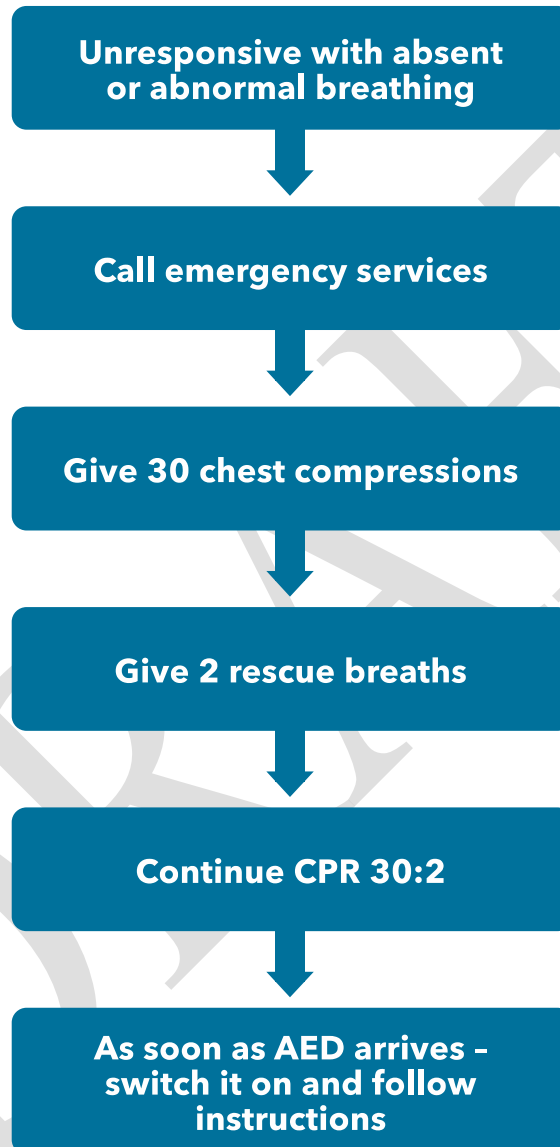 Unresponsive with absent
or abnormal breathing
Call emergency services
Give 30 chest compressions
Give 2 rescue breaths
Continue CPR 30:2
As soon as AED arrives –
switch it on and follow
instructions